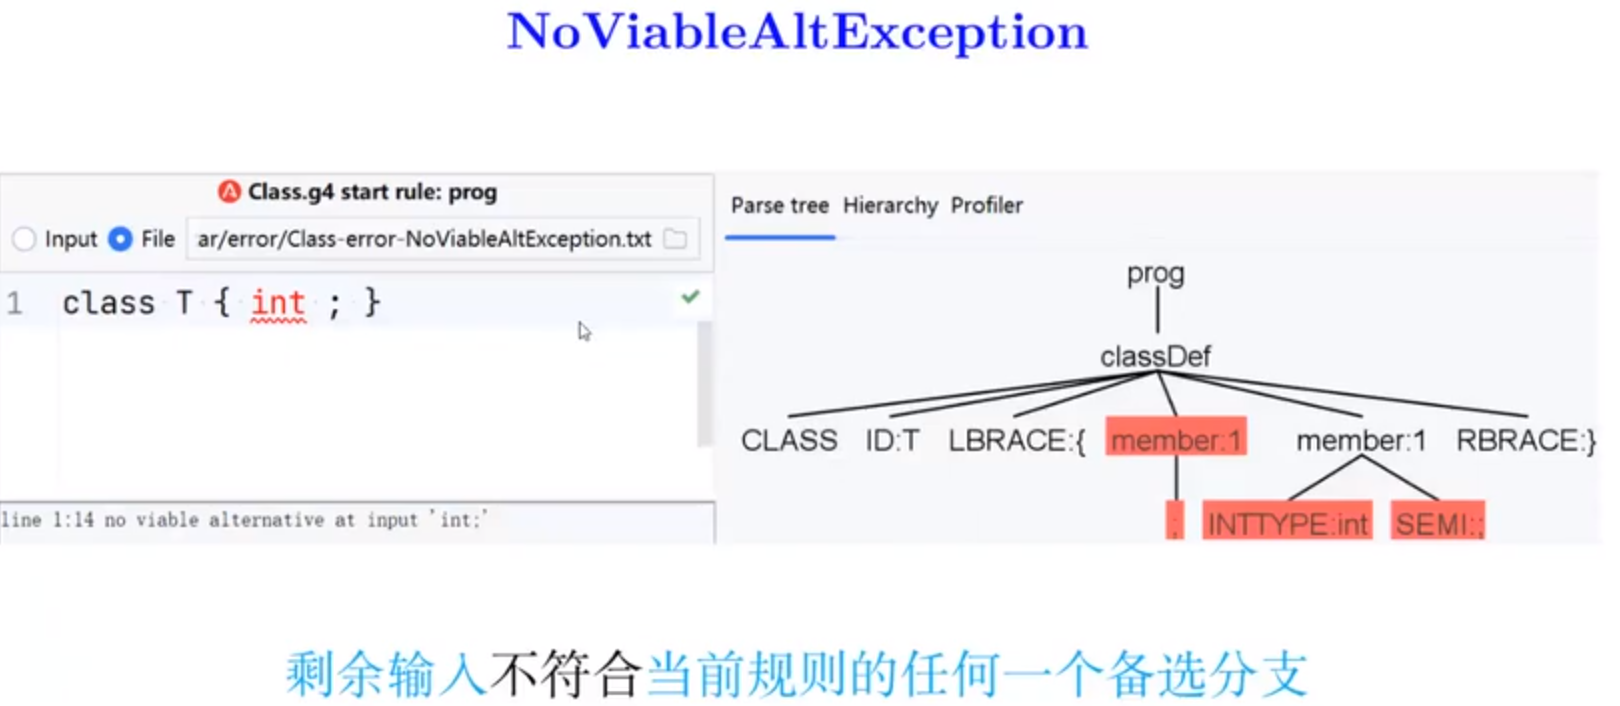 NoViableAltException
Class.g4 start rule: prog
Input File ar/error/Class-error-NoViableAltException.txt
1 class T { int ; }
line 1:14 no viable alternative at input 'int;'
Parse tree Hierarchy Profiler
prog
classDef
CLASS ID:T LBRACE:{ member:1 member:1 RBRACE:}
; INTTYPE:int SEMI:;
剩余输入不符合当前规则的任何一个备选分支